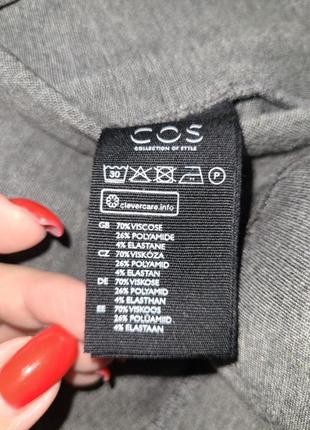 COS
COLLECTION OF STYLE
30 P
clevercare.info
GB 70% VISCOSE
26% POLYAMIDE
4% ELASTANE
CZ 70% VISKÓZA
26% POLYAMID
4% ELASTAN
DE 70% VISKOSE
26% POLYAMID
4% ELASTHAN
EE 70% VISKOOS
26% POLÜAMIID
4% ELASTAAN